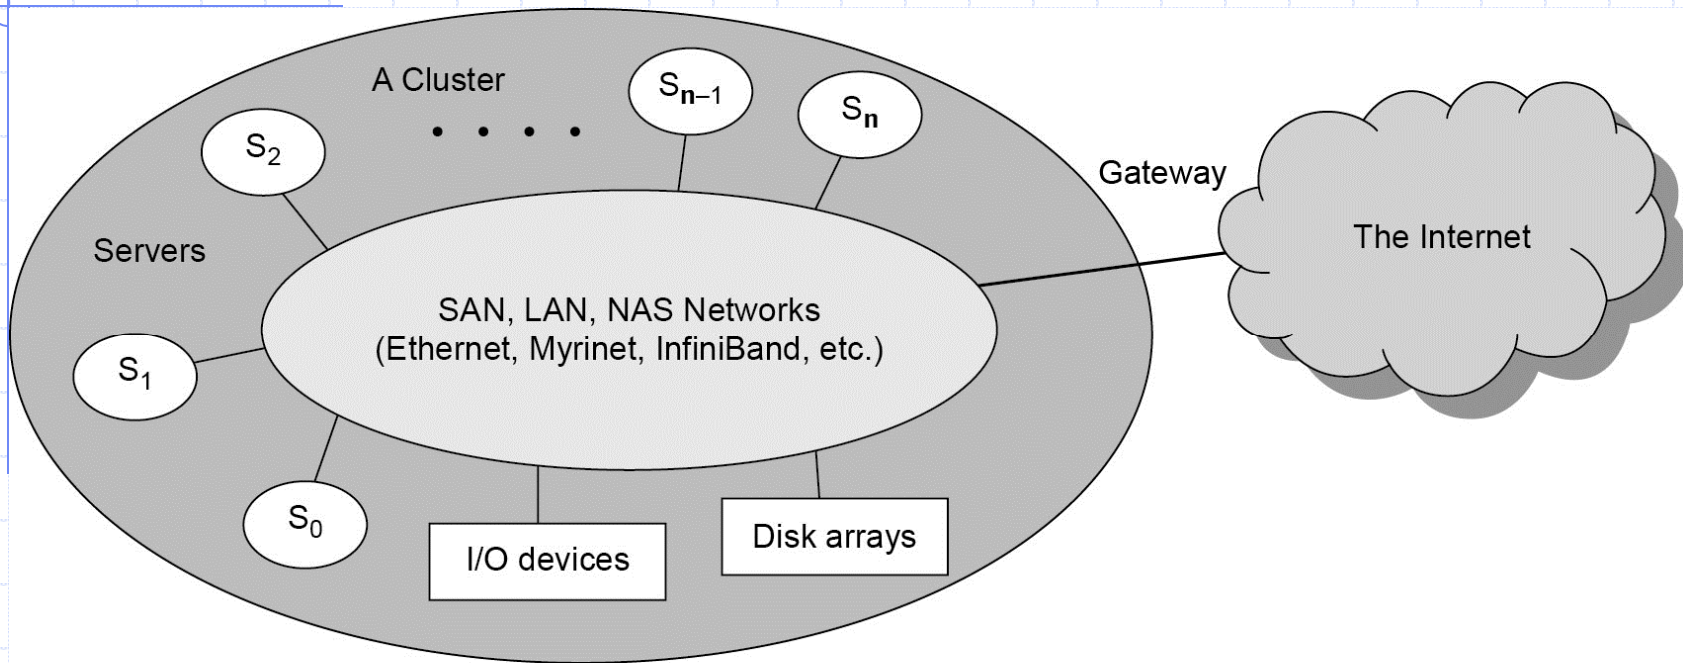 A Cluster
S2
. . . .
Sn–1
Sn
Gateway
Servers
The Internet
SAN, LAN, NAS Networks
(Ethernet, Myrinet, InfiniBand, etc.)
S1
S0
I/O devices
Disk arrays